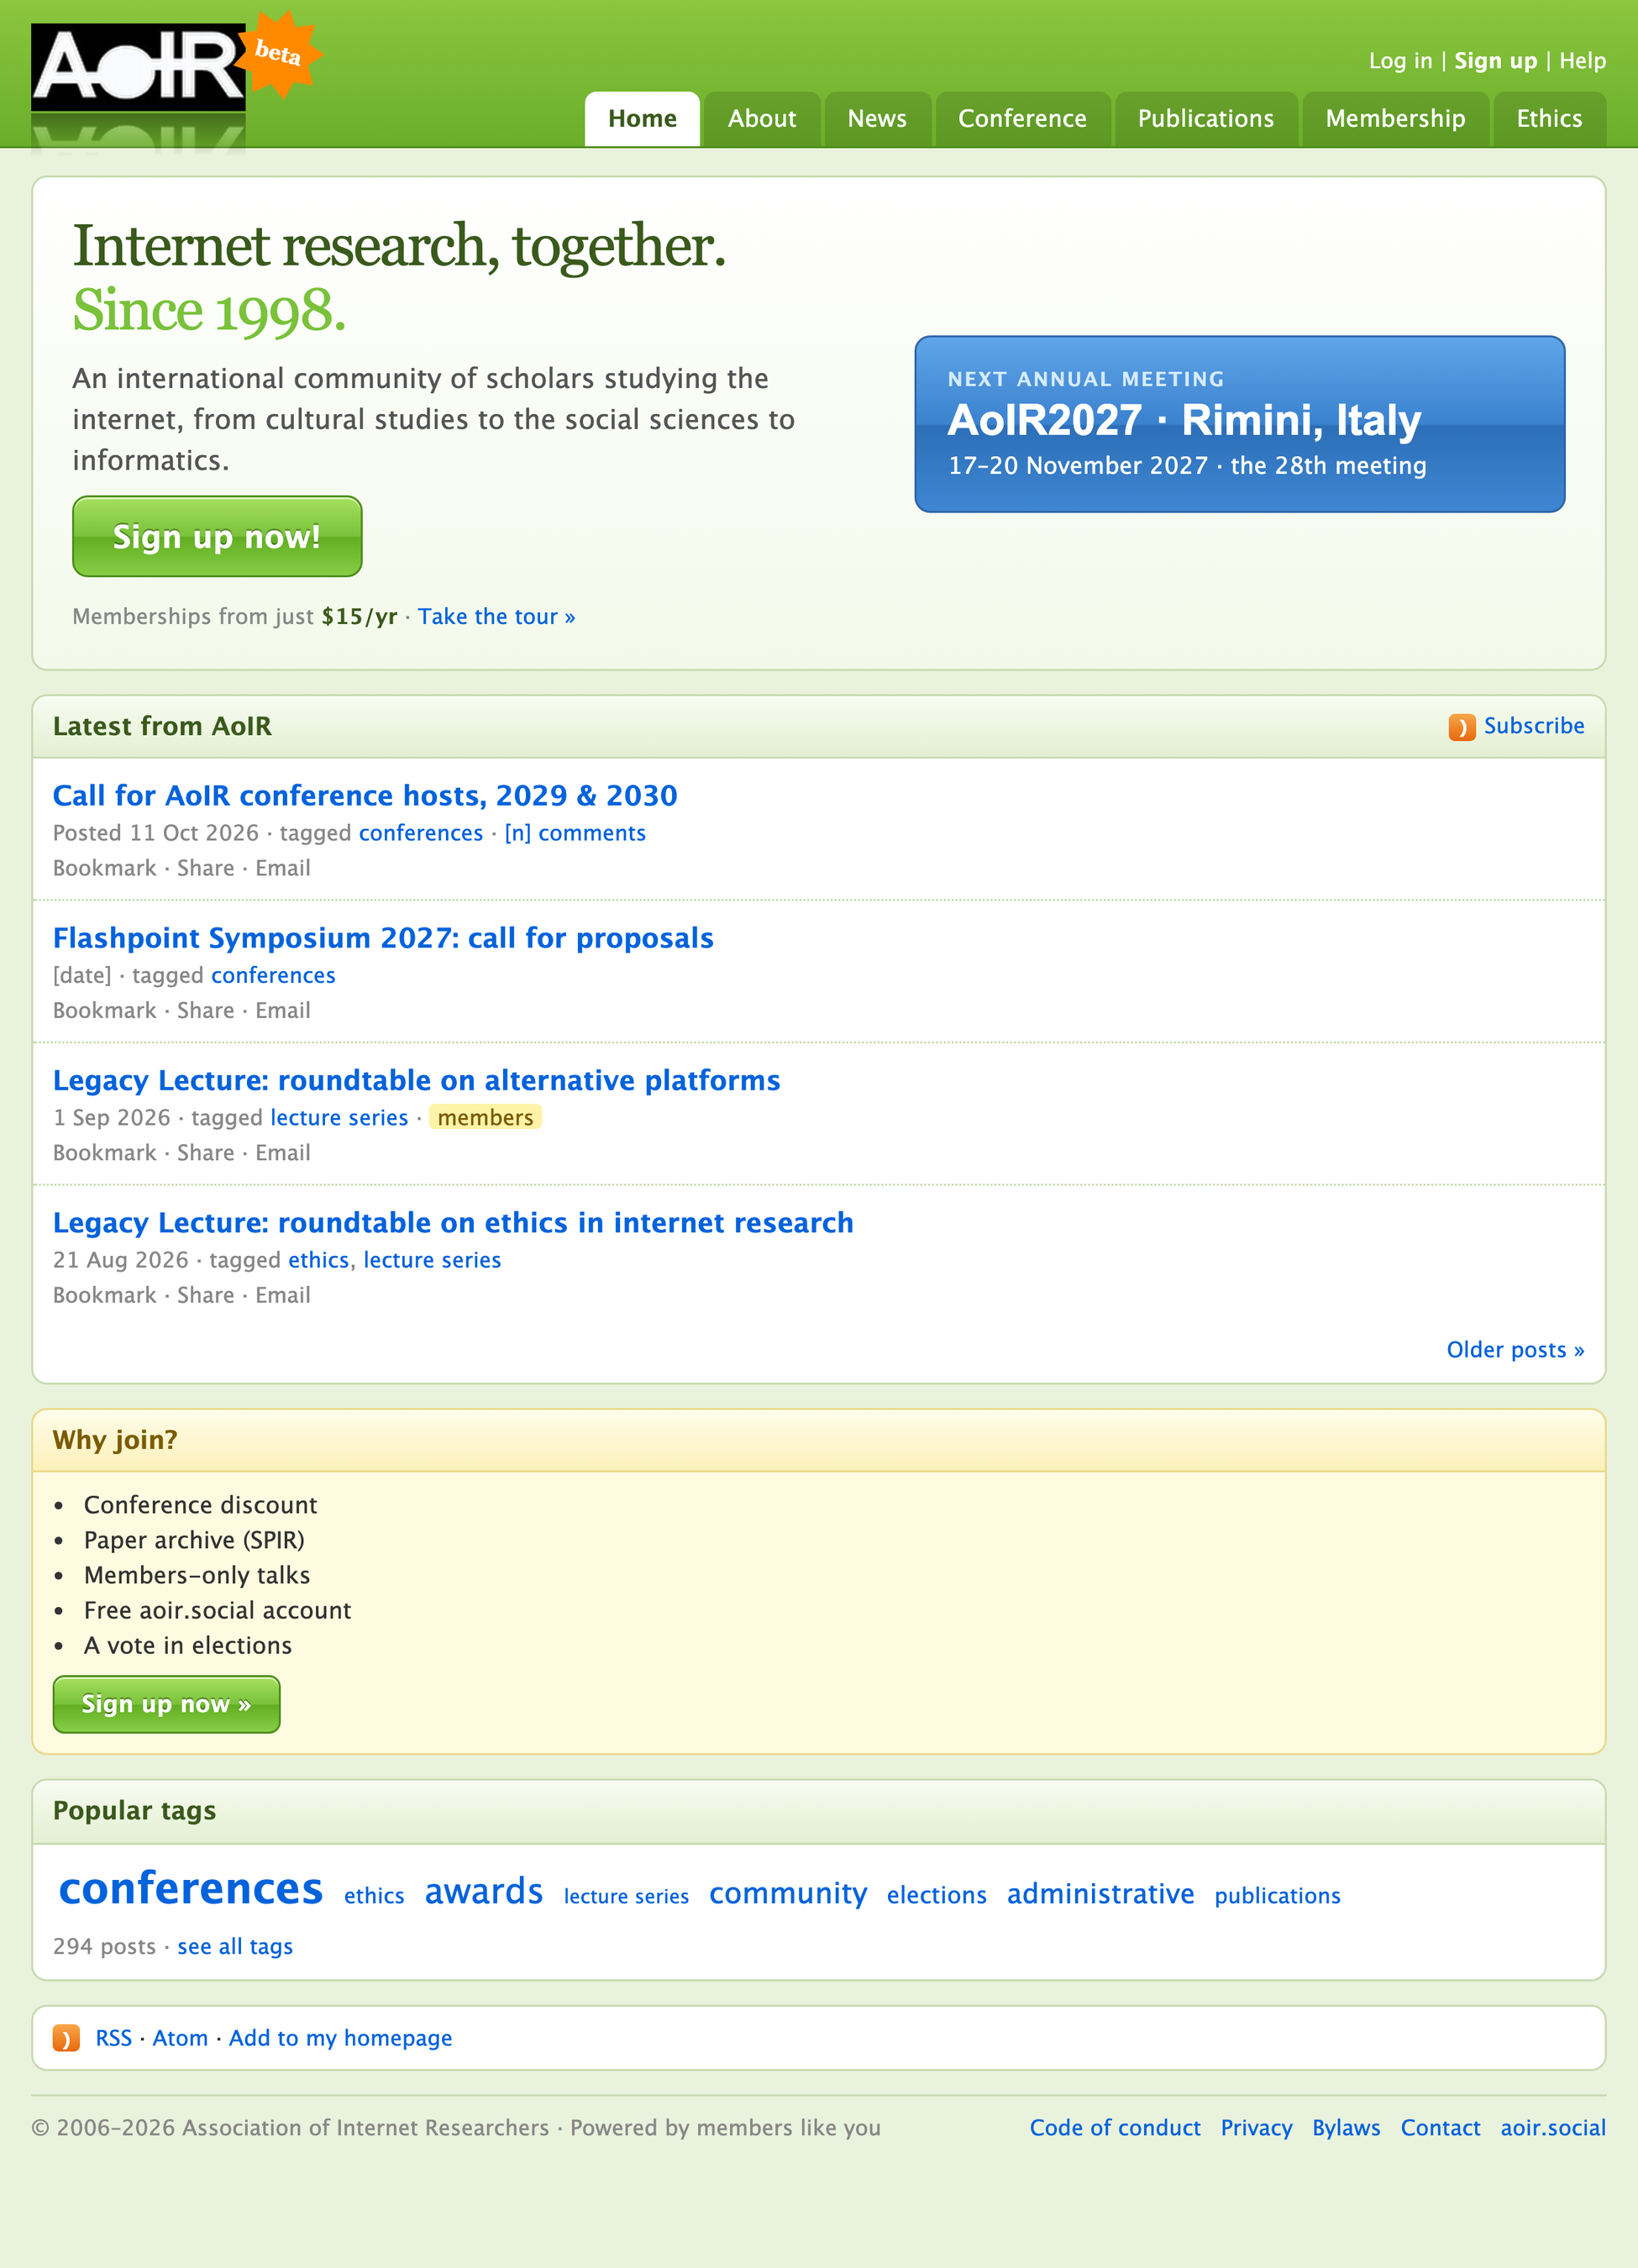 AoIR
beta
Log in | Sign up | Help
Home
About
News
Conference
Publications
Membership
Ethics
Internet research, together.
Since 1998.
An international community of scholars studying the
internet, from cultural studies to the social sciences to
informatics.
Sign up now!
Memberships from just $15/yr · Take the tour »
NEXT ANNUAL MEETING
AoIR2027 · Rimini, Italy
17–20 November 2027 · the 28th meeting
Latest from AoIR
Subscribe
Call for AoIR conference hosts, 2029 & 2030
Posted 11 Oct 2026 · tagged conferences · [n] comments
Bookmark · Share · Email
Flashpoint Symposium 2027: call for proposals
[date] · tagged conferences
Bookmark · Share · Email
Legacy Lecture: roundtable on alternative platforms
1 Sep 2026 · tagged lecture series · members
Bookmark · Share · Email
Legacy Lecture: roundtable on ethics in internet research
21 Aug 2026 · tagged ethics, lecture series
Bookmark · Share · Email
Older posts »
Why join?
• Conference discount
• Paper archive (SPIR)
• Members-only talks
• Free aoir.social account
• A vote in elections
Sign up now »
Popular tags
conferences ethics awards lecture series community elections administrative publications
294 posts · see all tags
RSS · Atom · Add to my homepage
© 2006–2026 Association of Internet Researchers · Powered by members like you
Code of conduct Privacy Bylaws Contact aoir.social